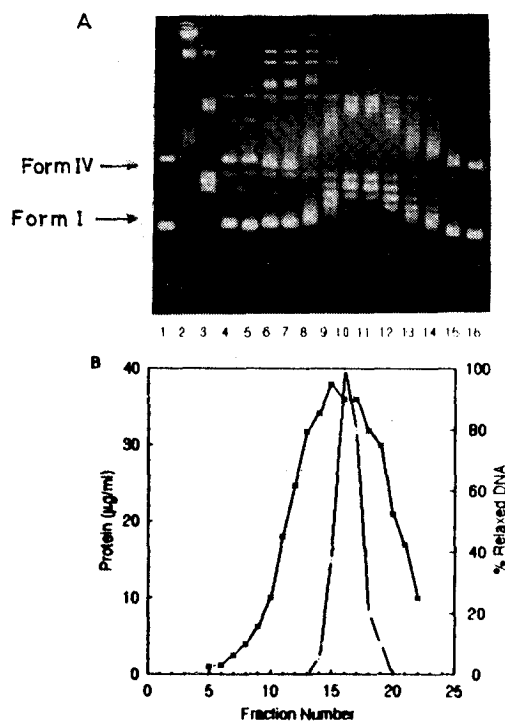 A
Form IV
Form I
1 2 3 4 5 6 7 8 9 10 11 12 13 14 15 16
B
40 100
80
30
60
20
40
10
20
0 0
0 5 10 15 20 25
Protein (µg/ml)
% Relaxed DNA
Fraction Number